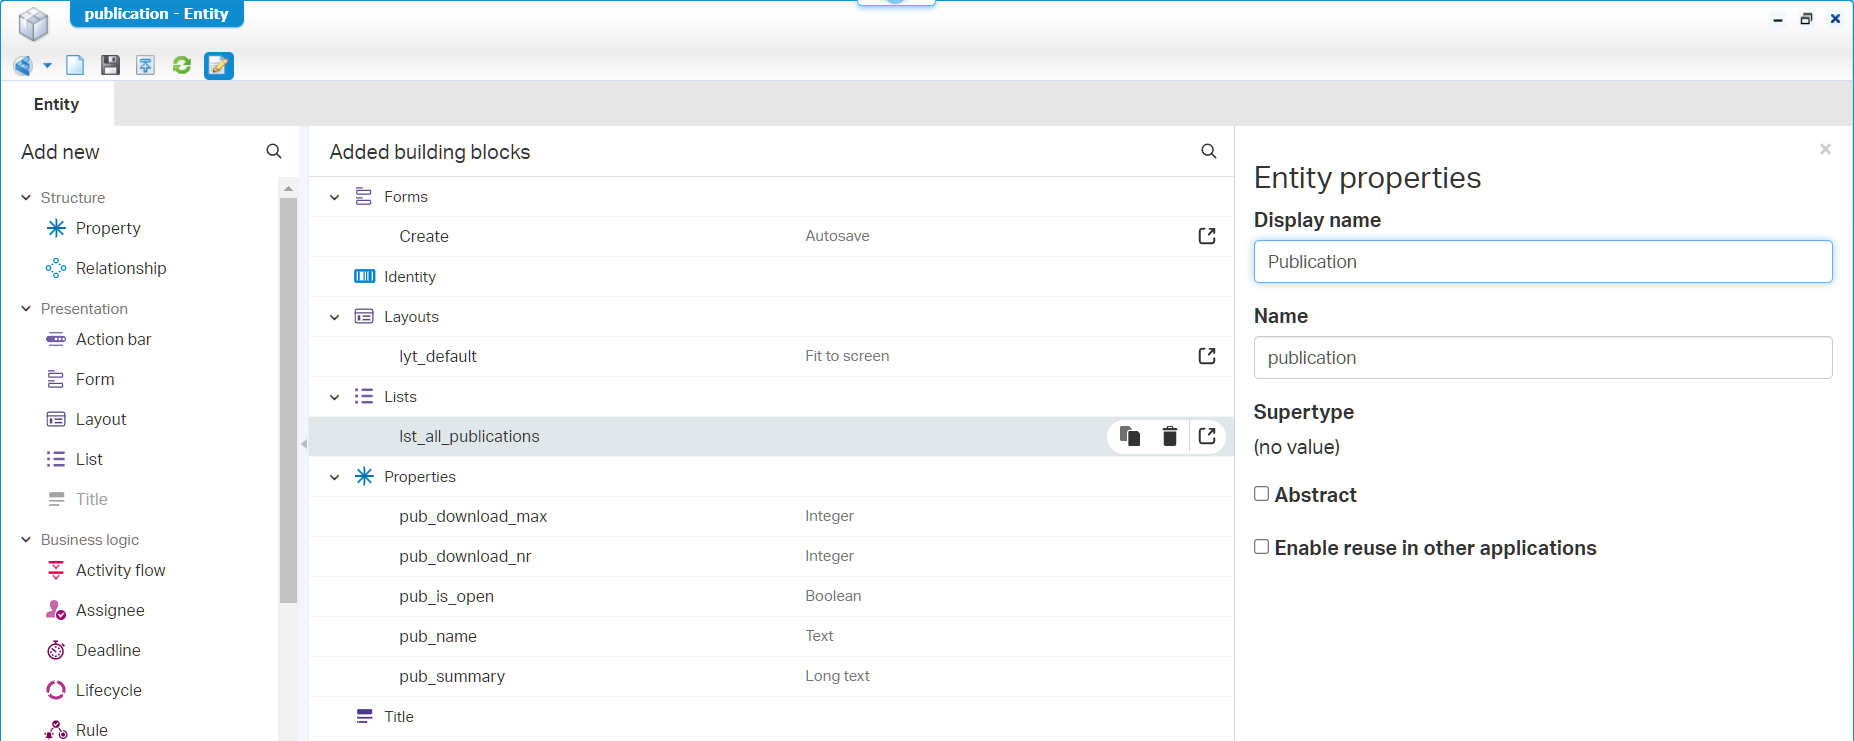 publication - Entity
Entity
Add new
Structure
Property
Relationship
Presentation
Action bar
Form
Layout
List
Title
Business logic
Activity flow
Assignee
Deadline
Lifecycle
Rule
Added building blocks
Forms
Create Autosave
Identity
Layouts
lyt_default Fit to screen
Lists
lst_all_publications
Properties
pub_download_max Integer
pub_download_nr Integer
pub_is_open Boolean
pub_name Text
pub_summary Long text
Title
Entity properties
Display name
Publication
Name
publication
Supertype
(no value)
Abstract
Enable reuse in other applications